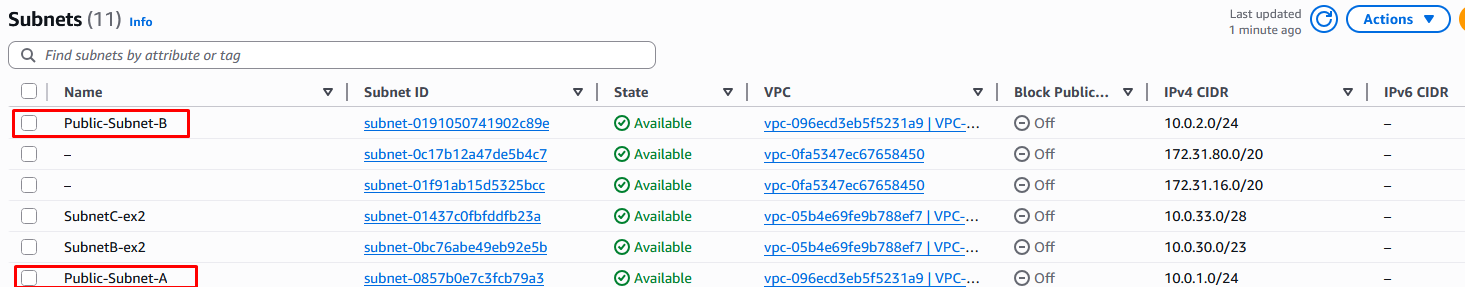 Subnets (11) Info
Last updated
1 minute ago
Actions
Find subnets by attribute or tag
Name Subnet ID State VPC Block Public... IPv4 CIDR IPv6 CIDR
Public-Subnet-B subnet-0191050741902c89e Available vpc-096ecd3eb5f5231a9 | VPC-... Off 10.0.2.0/24 –
– subnet-0c17b12a47de5b4c7 Available vpc-0fa5347ec67658450 Off 172.31.80.0/20 –
– subnet-01f91ab15d5325bcc Available vpc-0fa5347ec67658450 Off 172.31.16.0/20 –
SubnetC-ex2 subnet-01437c0fbfddfb23a Available vpc-05b4e69fe9b788ef7 | VPC-... Off 10.0.33.0/28 –
SubnetB-ex2 subnet-0bc76abe49eb92e5b Available vpc-05b4e69fe9b788ef7 | VPC-... Off 10.0.30.0/23 –
Public-Subnet-A subnet-0857b0e7c3fcb79a3 Available vpc-096ecd3eb5f5231a9 | VPC-... Off 10.0.1.0/24 –